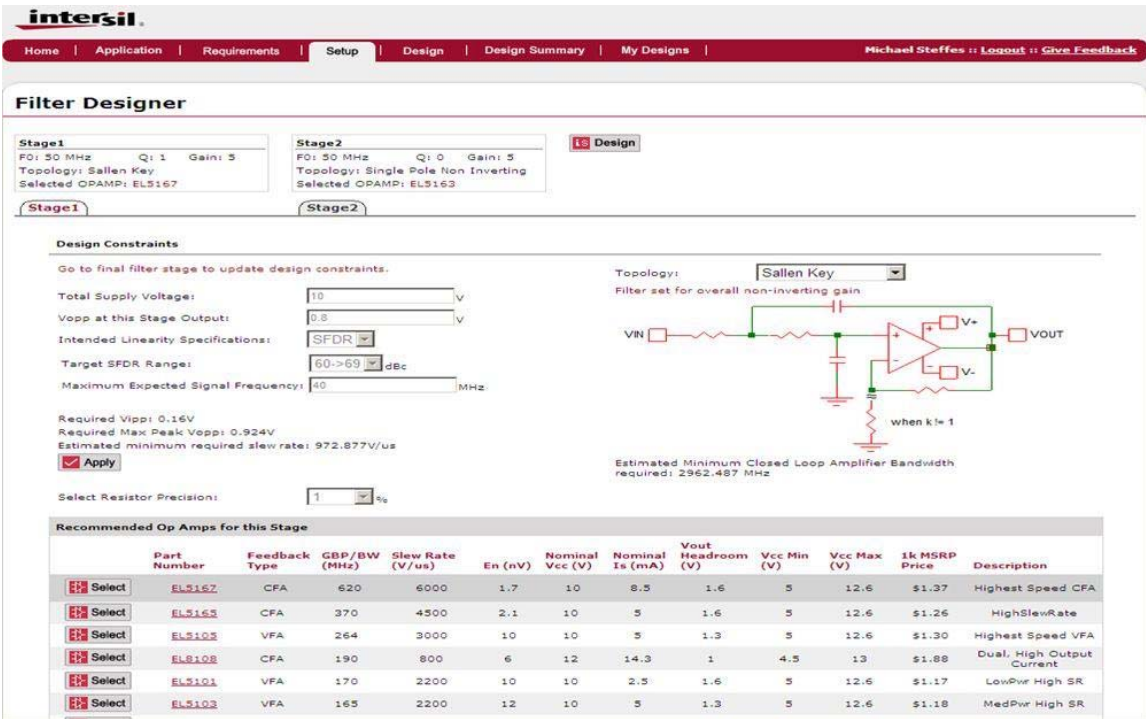 intersil.
Home | Application | Requirements | Setup | Design | Design Summary | My Designs | Michael Steffes :: Logout :: Give Feedback
Filter Designer
Stage1
F0: 50 MHz Q: 1 Gain: 5
Topology: Sallen Key
Selected OPAMP: EL5167
Stage2
F0: 50 MHz Q: 0 Gain: 5
Topology: Single Pole Non Inverting
Selected OPAMP: EL5163
Design
Stage1 Stage2
Design Constraints
Go to final filter stage to update design constraints.
Total Supply Voltage: 10 V
Vopp at this Stage Output: 0.8 V
Intended Linearity Specifications: SFDR
Target SFDR Range: 60->69 dBc
Maximum Expected Signal Frequency: 40 MHz
Required Vipp: 0.16V
Required Max Peak Vopp: 0.924V
Estimated minimum required slew rate: 972.877V/us
Apply
Select Resistor Precision: 1 %
Topology: Sallen Key
Filter set for overall non-inverting gain
VIN
V+
VOUT
V-
when k != 1
Estimated Minimum Closed Loop Amplifier Bandwidth
required: 2962.487 MHz
Recommended Op Amps for this Stage
Part Number Feedback Type GBP/BW (MHz) Slew Rate (V/us) En (nV) Nominal Vcc (V) Nominal Is (mA) Vout Headroom (V) Vcc Min (V) Vcc Max (V) 1k MSRP Price Description
Select EL5167 CFA 620 6000 1.7 10 8.5 1.6 5 12.6 $1.37 Highest Speed CFA
Select EL5165 CFA 370 4500 2.1 10 5 1.6 5 12.6 $1.26 HighSlewRate
Select EL5105 VFA 264 3000 10 10 5 1.3 5 12.6 $1.30 Highest Speed VFA
Select EL8108 CFA 190 800 6 12 14.3 1 4.5 13 $1.88 Dual, High Output Current
Select EL5101 VFA 170 2200 10 10 2.5 1.6 5 12.6 $1.17 LowPwr High SR
Select EL5103 VFA 165 2200 12 10 5 1.3 5 12.6 $1.18 MedPwr High SR